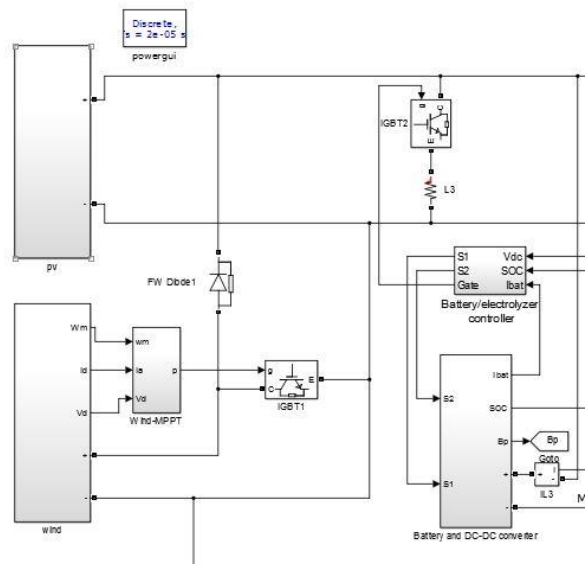 Discrete,
s = 2e-05 s
powergui
+
-
pv
g
C
IGBT2
E
L3
FW Diode1
S1
S2
Gate
Vdc
SOC
Ibat
Battery/electrolyzer
controller
Wm
Id
Vd
+
-
wind
wm
Ia
Vd
p
Wind-MPPT
g
C
E
IGBT1
S2
S1
Ibat
SOC
Bp
+
-
Battery and DC-DC converter
Bp
Goto
+
i
-
IL3
M